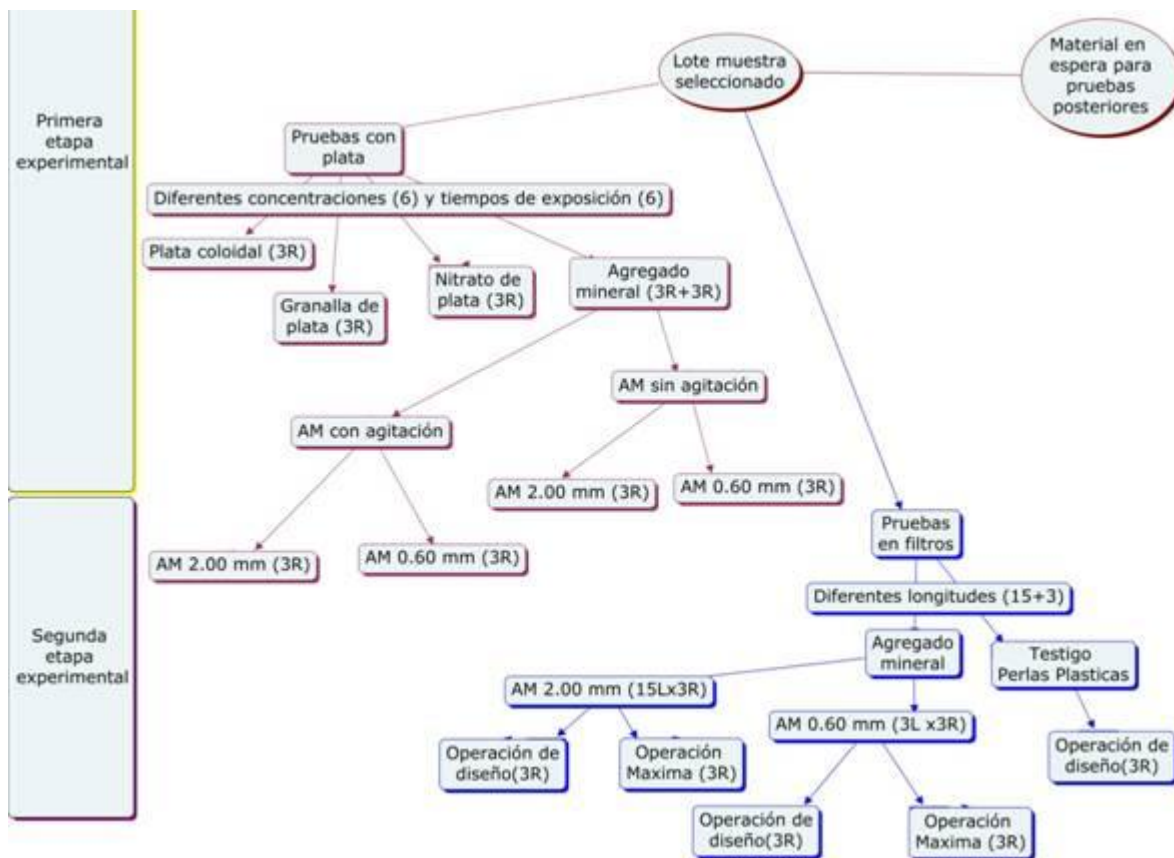 Primera
etapa
experimental
Lote muestra
seleccionado
Material en
espera para
pruebas
posteriores
Pruebas con
plata
Diferentes concentraciones (6) y tiempos de exposición (6)
Plata coloidal (3R)
Granalla de
plata (3R)
Nitrato de
plata (3R)
Agregado
mineral (3R+3R)
AM sin agitación
AM con agitación
AM 2.00 mm (3R)
AM 0.60 mm (3R)
AM 2.00 mm (3R)
AM 0.60 mm (3R)
Segunda
etapa
experimental
Pruebas
en filtros
Diferentes longitudes (15+3)
Agregado
mineral
Testigo
Perlas Plasticas
AM 2.00 mm (15Lx3R)
AM 0.60 mm (3L x3R)
Operación de
diseño(3R)
Operación
Maxima (3R)
Operación de
diseño(3R)
Operación de
diseño(3R)
Operación
Maxima (3R)